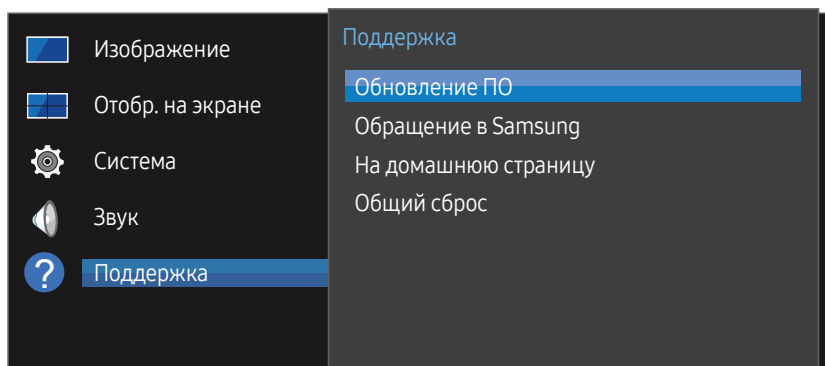 Изображение
Отобр. на экране
Система
Звук
?
Поддержка
Поддержка
Обновление ПО
Обращение в Samsung
На домашнюю страницу
Общий сброс